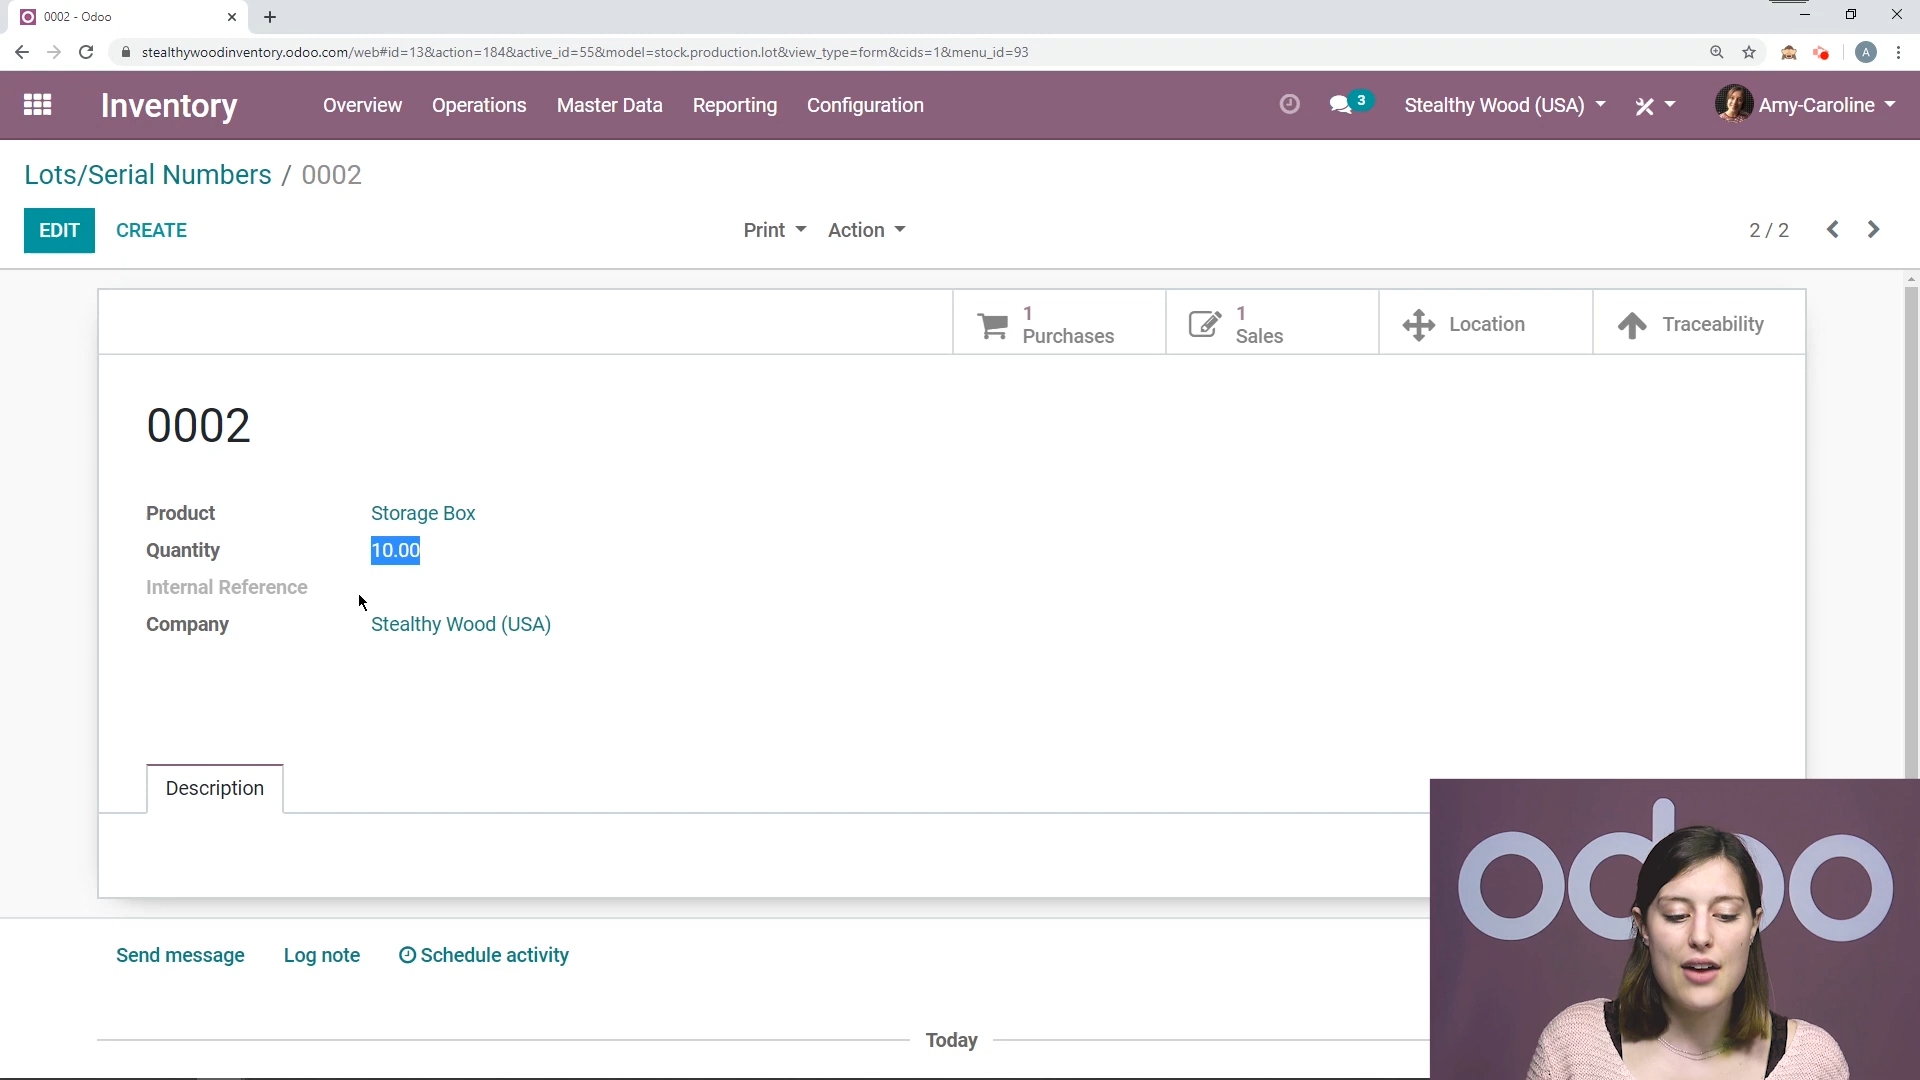 0002 - Odoo
stealthywoodinventory.odoo.com/web#id=13&action=184&active_id=55&model=stock.production.lot&view_type=form&cids=1&menu_id=93
A
Inventory Overview Operations Master Data Reporting Configuration 3 Stealthy Wood (USA) Amy-Caroline
Lots/Serial Numbers / 0002
EDIT CREATE Print Action 2 / 2
1 Purchases
1 Sales
Location
Traceability
0002
Product Storage Box
Quantity 10.00
Internal Reference
Company Stealthy Wood (USA)
Description
Send message Log note Schedule activity
Today
odoo